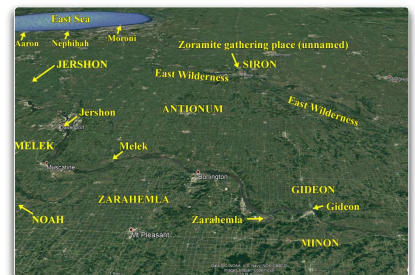 East Sea
Aaron Nephihah Moroni
Zoramite gathering place (unnamed)
JERSHON
SIRON
East Wilderness
East Wilderness
ANTIONUM
Jershon
MELEK
Melek
Muscatine
Burlington
GIDEON
ZARAHEMLA
Gideon
NOAH
Zarahemla
Mt Pleasant
MINON